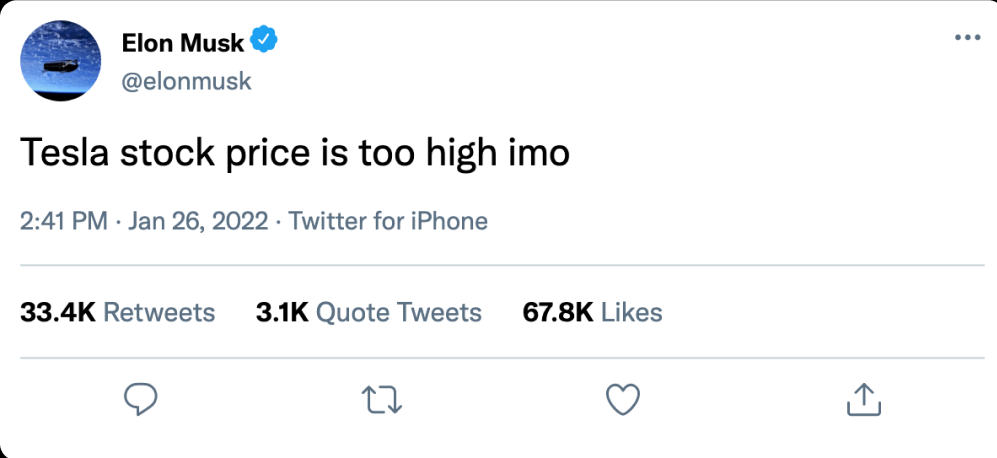 Elon Musk
@elonmusk
Tesla stock price is too high imo
2:41 PM · Jan 26, 2022 · Twitter for iPhone
33.4K Retweets 3.1K Quote Tweets 67.8K Likes